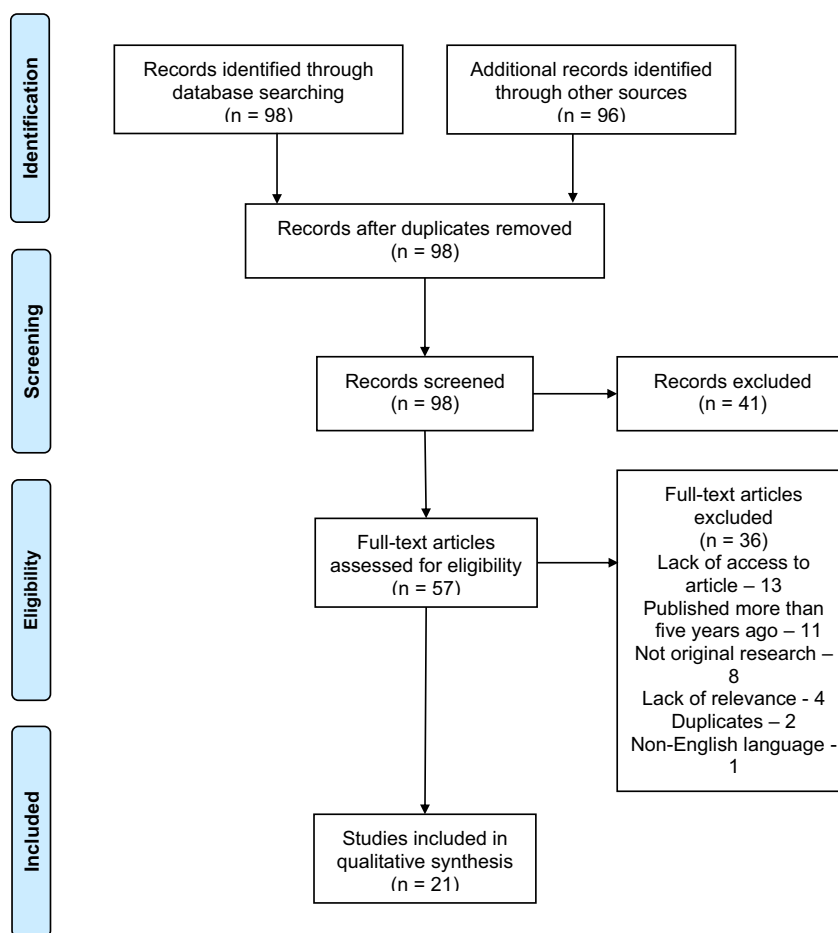 Identification
Records identified through
database searching
(n = 98)
Additional records identified
through other sources
(n = 96)
Records after duplicates removed
(n = 98)
Screening
Records screened
(n = 98)
Records excluded
(n = 41)
Eligibility
Full-text articles
assessed for eligibility
(n = 57)
Full-text articles
excluded
(n = 36)
Lack of access to
article – 13
Published more than
five years ago – 11
Not original research –
8
Lack of relevance - 4
Duplicates – 2
Non-English language -
1
Included
Studies included in
qualitative synthesis
(n = 21)